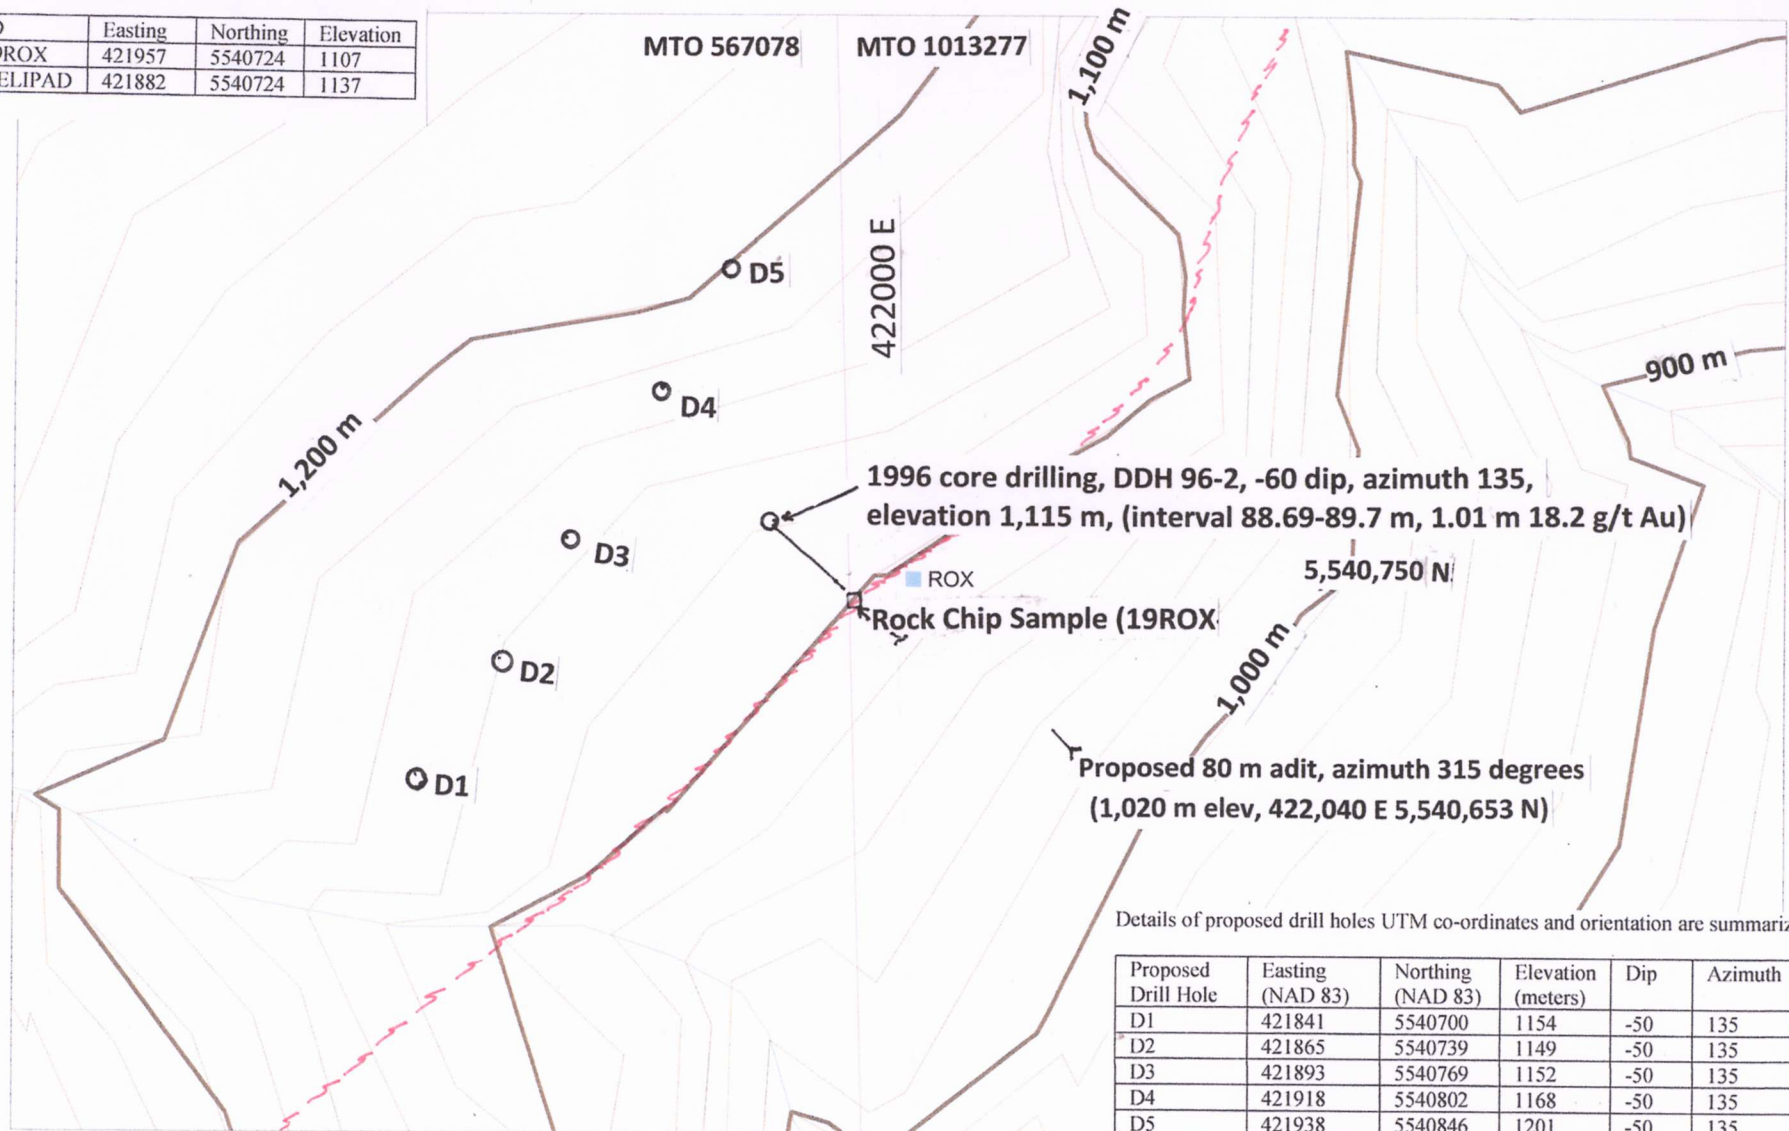 Easting Northing Elevation
ROX 421957 5540724 1107
ELIPAD 421882 5540724 1137
MTO 567078 MTO 1013277
1,100 m
422000 E
D5
D4
900 m
1,200 m
1996 core drilling, DDH 96-2, -60 dip, azimuth 135,
elevation 1,115 m, (interval 88.69-89.7 m, 1.01 m 18.2 g/t Au)
D3
ROX
5,540,750 N
Rock Chip Sample (19ROX
D2
1,000 m
D1
Proposed 80 m adit, azimuth 315 degrees
(1,020 m elev, 422,040 E 5,540,653 N)
Details of proposed drill holes UTM co-ordinates and orientation are summariz
Proposed Easting Northing Elevation Dip Azimuth
Drill Hole (NAD 83) (NAD 83) (meters)
D1 421841 5540700 1154 -50 135
D2 421865 5540739 1149 -50 135
D3 421893 5540769 1152 -50 135
D4 421918 5540802 1168 -50 135
D5 421938 5540846 1201 -50 135